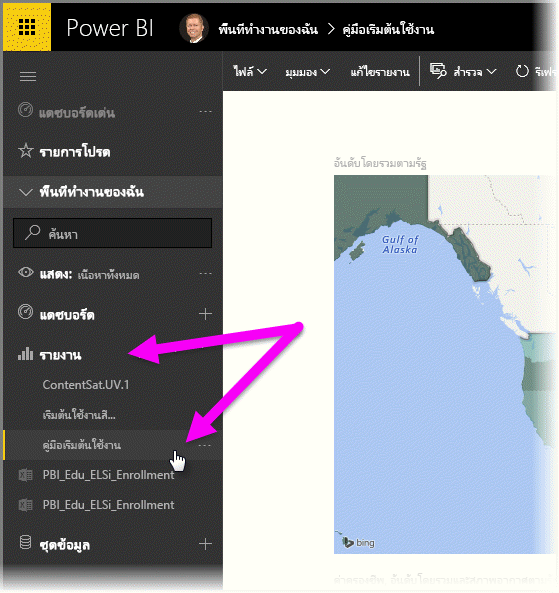 Power BI
พื้นที่ทำงานของฉัน > คู่มือเริ่มต้นใช้งาน
ไฟล์
มุมมอง
แก้ไขรายงาน
สำรวจ
รีเฟร
แดชบอร์ดเด่น
รายการโปรด
พื้นที่ทำงานของฉัน
ค้นหา
แสดง: เนื้อหาทั้งหมด
แดชบอร์ด
รายงาน
ContentSat.UV.1
เริ่มต้นใช้งานสี...
คู่มือเริ่มต้นใช้งาน
PBI_Edu_ELSi_Enrollment
PBI_Edu_ELSi_Enrollment
ชุดข้อมูล
อันดับโดยรวมตามรัฐ
Gulf of
Alaska
bing